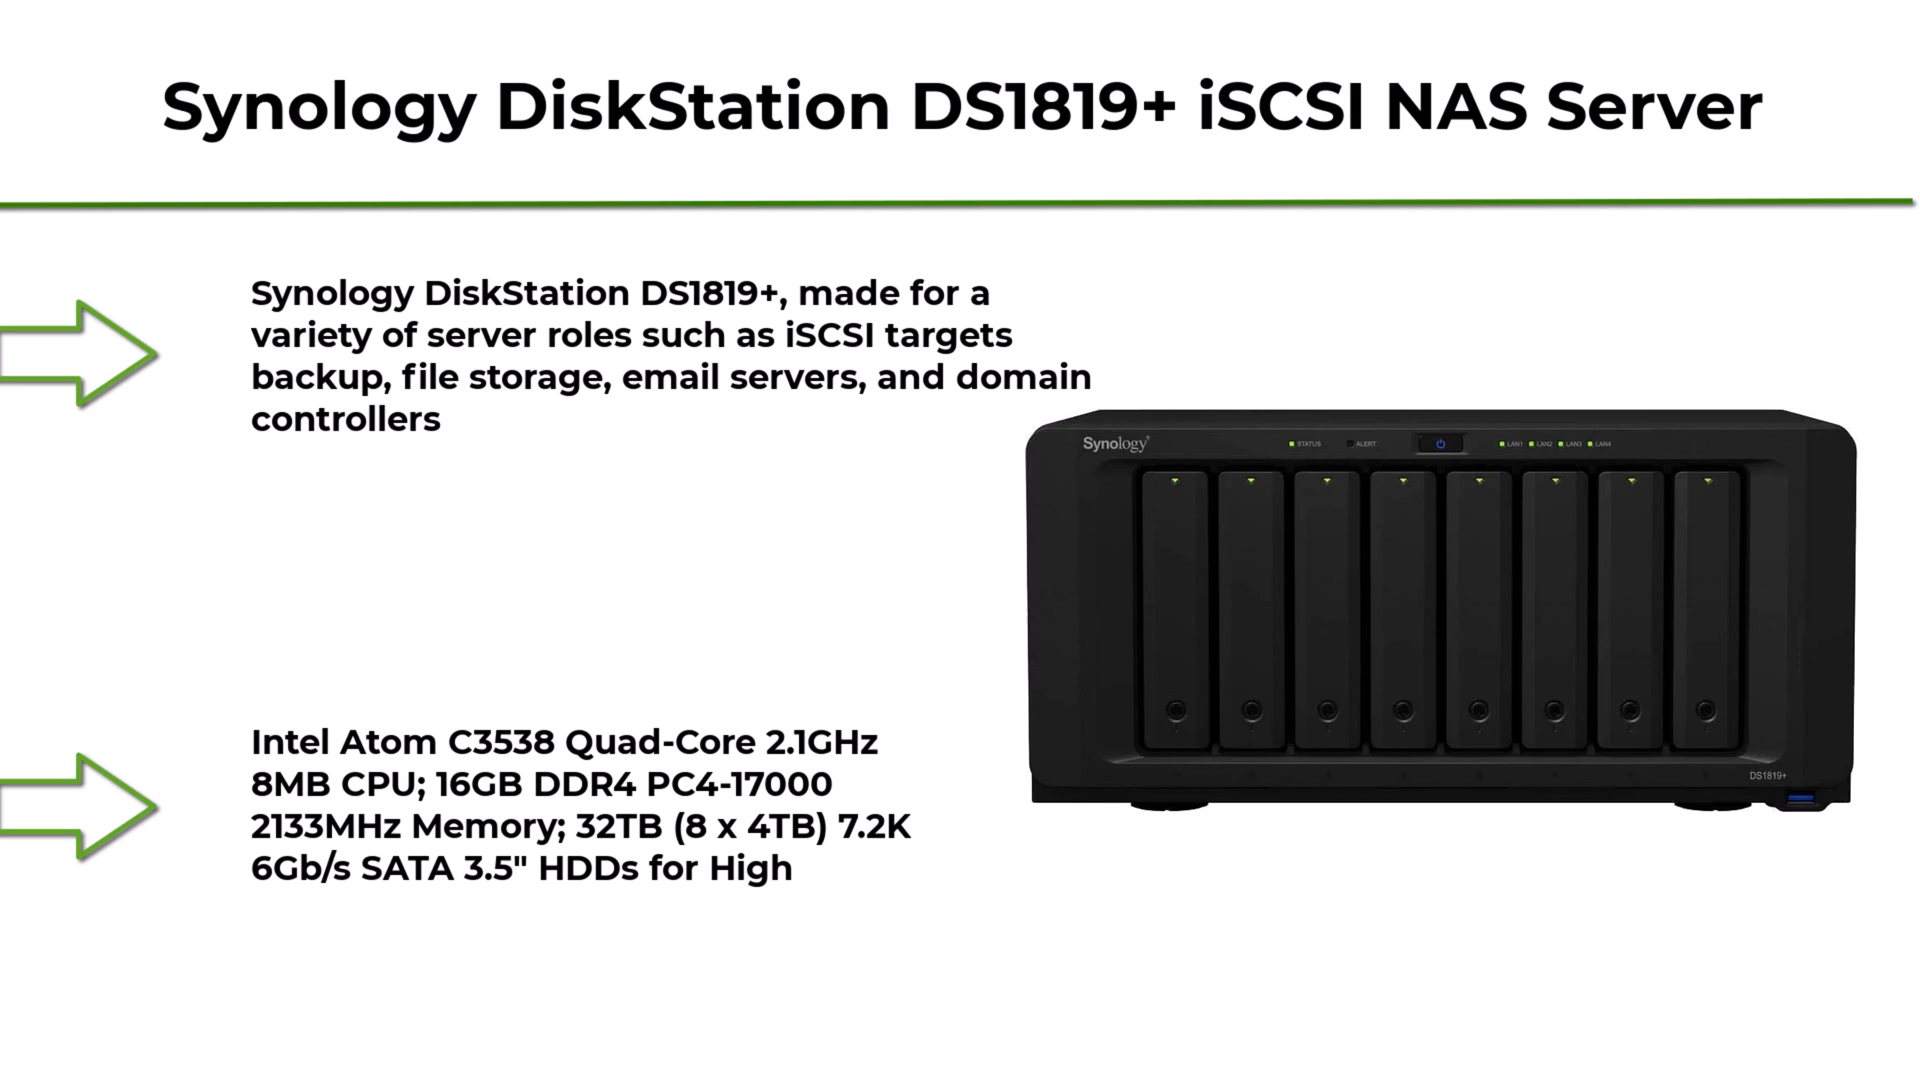 Synology DiskStation DS1819+ iSCSI NAS Server
Synology DiskStation DS1819+, made for a
variety of server roles such as iSCSI targets
backup, file storage, email servers, and domain
controllers
Synology®
STATUS ALERT LAN1 LAN2 LAN3 LAN4
DS1819+
Intel Atom C3538 Quad-Core 2.1GHz
8MB CPU; 16GB DDR4 PC4-17000
2133MHz Memory; 32TB (8 x 4TB) 7.2K
6Gb/s SATA 3.5" HDDs for High